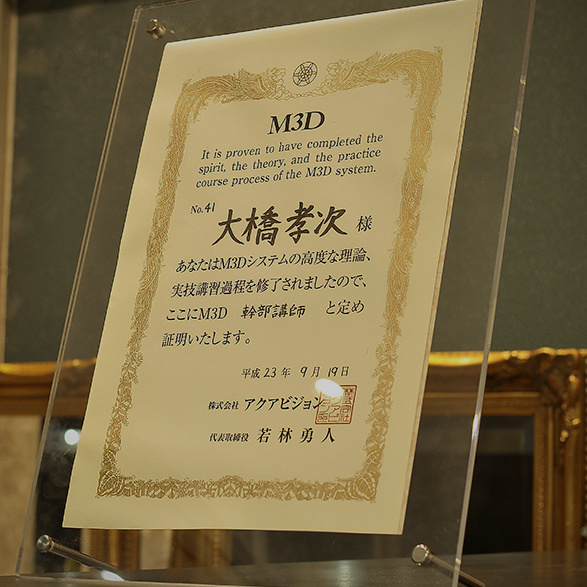 M3D
It is proven to have completed the
spirit, the theory, and the practice
course process of the M3D system.
No.41
大橋孝次 様
あなたはM3Dシステムの高度な理論、
実技講習過程を修了されましたので、
ここにM3D 幹部講師 と定め
証明いたします。
平成23年 9月19日
株式会社 アクアビジョン
代表取締役 若林勇人